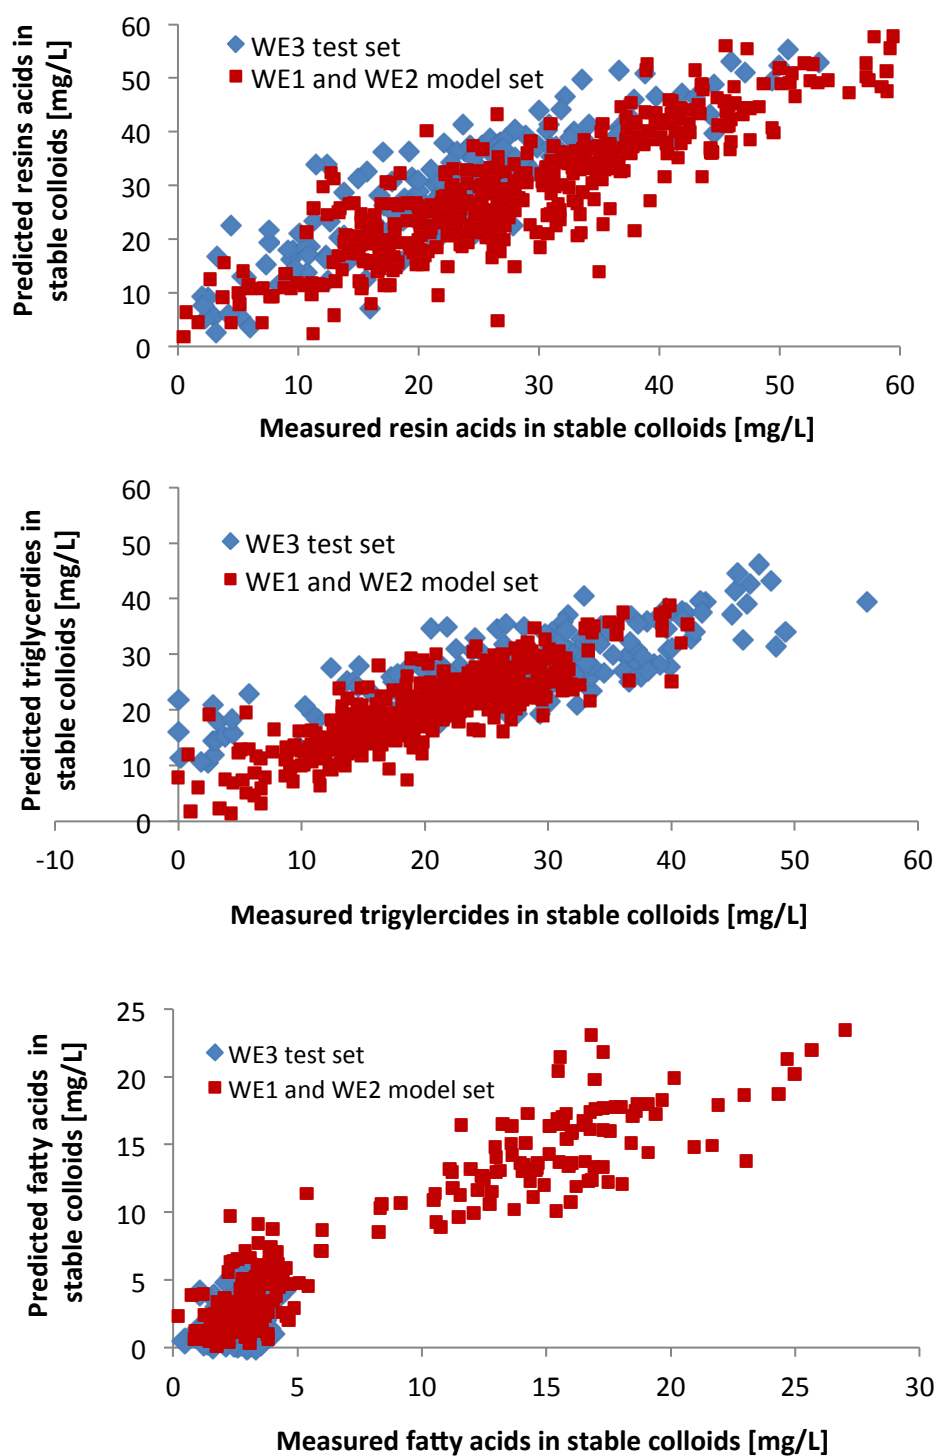 Predicted resins acids in
stable colloids [mg/L]
60
50
40
30
20
10
0
WE3 test set
WE1 and WE2 model set
0 10 20 30 40 50 60
Measured resin acids in stable colloids [mg/L]
Predicted triglycerdies in
stable colloids [mg/L]
60
50
40
30
20
10
0
WE3 test set
WE1 and WE2 model set
-10 0 10 20 30 40 50 60
Measured trigylercides in stable colloids [mg/L]
Predicted fatty acids in
stable colloids [mg/L]
25
20
15
10
5
0
WE3 test set
WE1 and WE2 model set
0 5 10 15 20 25 30
Measured fatty acids in stable colloids [mg/L]